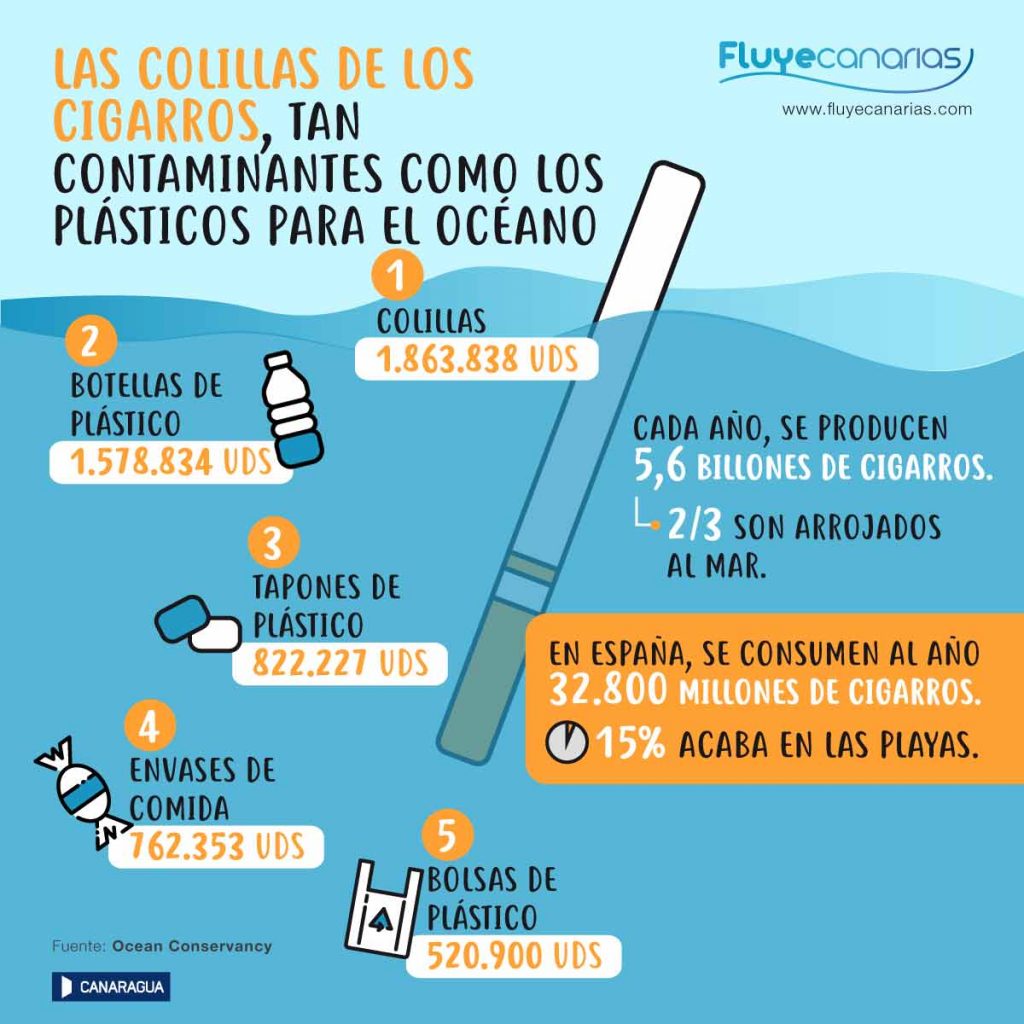 LAS COLILLAS DE LOS
CIGARROS, TAN
CONTAMINANTES COMO LOS
PLÁSTICOS PARA EL OCÉANO
Fluyecanarias
www.fluyecanarias.com
1
COLILLAS
1.863.838 UDS
2
BOTELLAS DE
PLÁSTICO
1.578.834 UDS
3
TAPONES DE
PLÁSTICO
822.227 UDS
4
ENVASES DE
COMIDA
762.353 UDS
5
BOLSAS DE
PLÁSTICO
520.900 UDS
CADA AÑO, SE PRODUCEN
5,6 BILLONES DE CIGARROS.
2/3 SON ARROJADOS
AL MAR.
EN ESPAÑA, SE CONSUMEN AL AÑO
32.800 MILLONES DE CIGARROS.
15% ACABA EN LAS PLAYAS.
Fuente: Ocean Conservancy
CANARAGUA